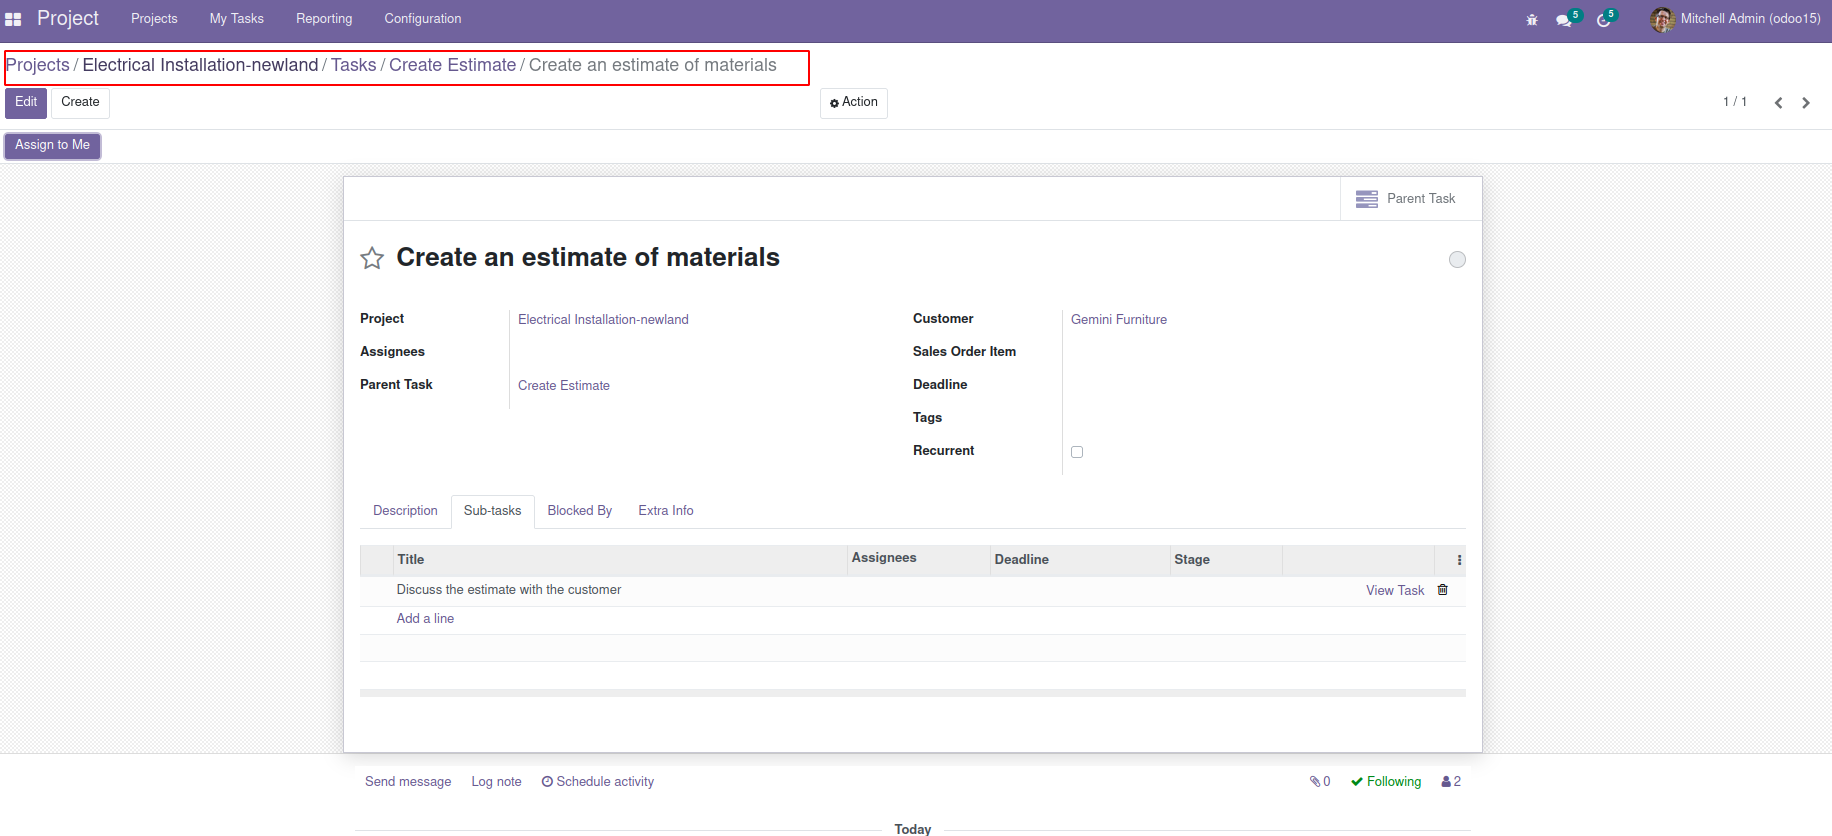 Project Projects My Tasks Reporting Configuration 5 5 Mitchell Admin (odoo15)
Projects / Electrical Installation-newland / Tasks / Create Estimate / Create an estimate of materials
Edit Create Action 1 / 1
Assign to Me
Parent Task
Create an estimate of materials
Project Electrical Installation-newland Customer Gemini Furniture
Assignees Sales Order Item
Parent Task Create Estimate Deadline
Tags
Recurrent
Description Sub-tasks Blocked By Extra Info
Title Assignees Deadline Stage
Discuss the estimate with the customer View Task
Add a line
Send message Log note Schedule activity 0 Following 2
Today